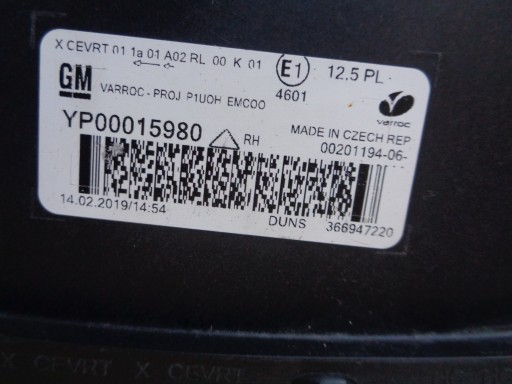 X CEVRT 01 1a 01 A02 RL 00 K 01 E1 12.5 PL
GM VARROC - PROJ P1UOH EMC00 4601 varroc
YP00015980 RH MADE IN CZECH REP
00201194-06-
14.02.2019/14:54 DUNS 366947220
X CEVRT X CEVRT